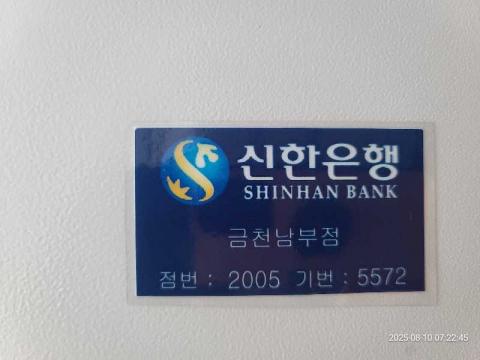 신한은행
SHINHAN BANK
금천남부점
점번 : 2005 기번 : 5572
2025-08-10 07:22:45